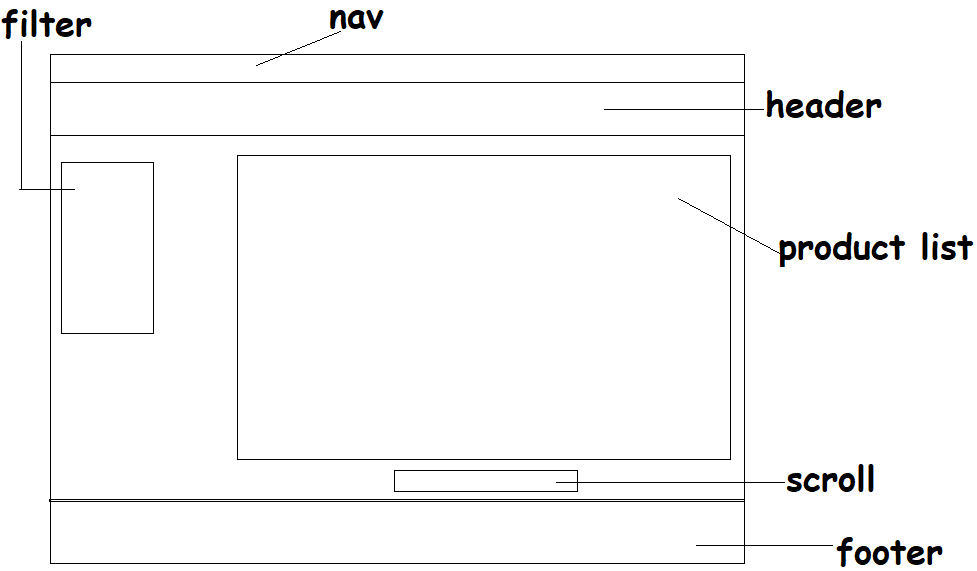 filter
nav
header
product list
scroll
footer